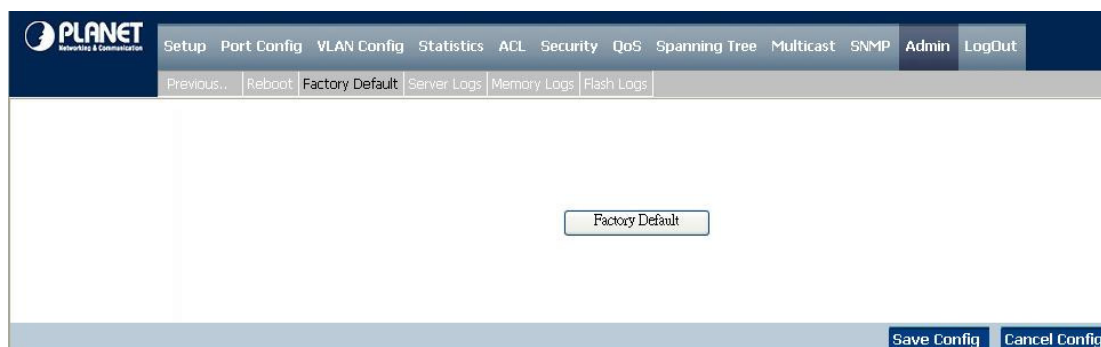 PLANET
Networking & Communication
Setup Port Config VLAN Config Statistics ACL Security QoS Spanning Tree Multicast SNMP Admin LogOut
Previous.. Reboot Factory Default Server Logs Memory Logs Flash Logs
Factory Default
Save Config Cancel Config